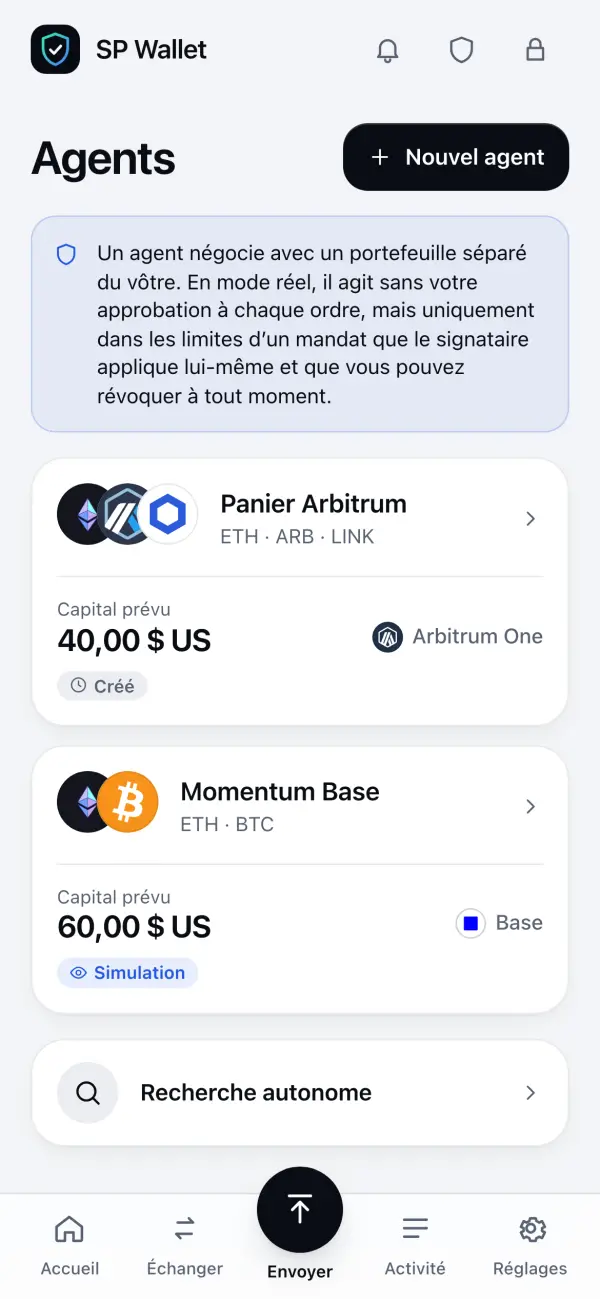 SP Wallet
Agents
+ Nouvel agent
Un agent négocie avec un portefeuille séparé
du vôtre. En mode réel, il agit sans votre
approbation à chaque ordre, mais uniquement
dans les limites d’un mandat que le signataire
applique lui-même et que vous pouvez
révoquer à tout moment.
Panier Arbitrum
ETH · ARB · LINK
Capital prévu
40,00 $ US
Arbitrum One
Créé
Momentum Base
ETH · BTC
Capital prévu
60,00 $ US
Base
Simulation
Recherche autonome
Accueil
Échanger
Envoyer
Activité
Réglages